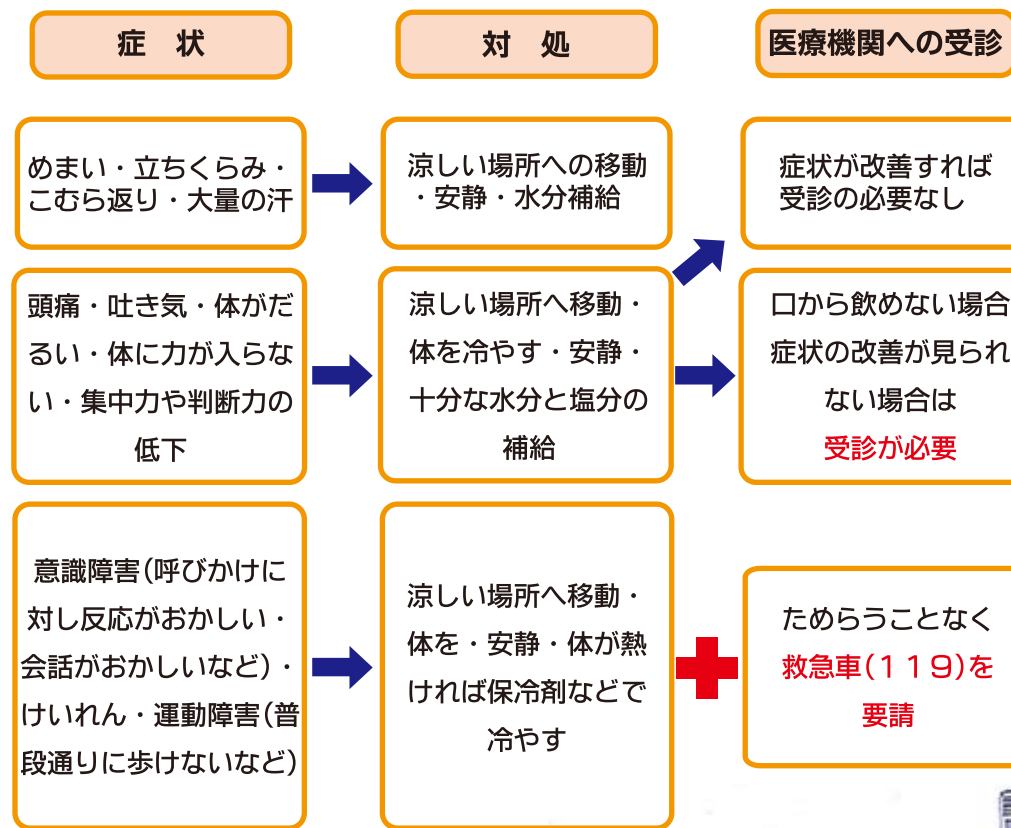 症　状
対　処
医療機関への受診
めまい・立ちくらみ・
こむら返り・大量の汗
涼しい場所への移動
・安静・水分補給
症状が改善すれば
受診の必要なし
頭痛・吐き気・体がだ
るい・体に力が入らな
い・集中力や判断力の
低下
涼しい場所へ移動・
体を冷やす・安静・
十分な水分と塩分の
補給
口から飲めない場合
症状の改善が見られ
ない場合は
受診が必要
意識障害(呼びかけに
対し反応がおかしい・
会話がおかしいなど)・
けいれん・運動障害(普
段通りに歩けないなど)
涼しい場所へ移動・
体を・安静・体が熱
ければ保冷剤などで
冷やす
ためらうことなく
救急車(１１９)を
要請